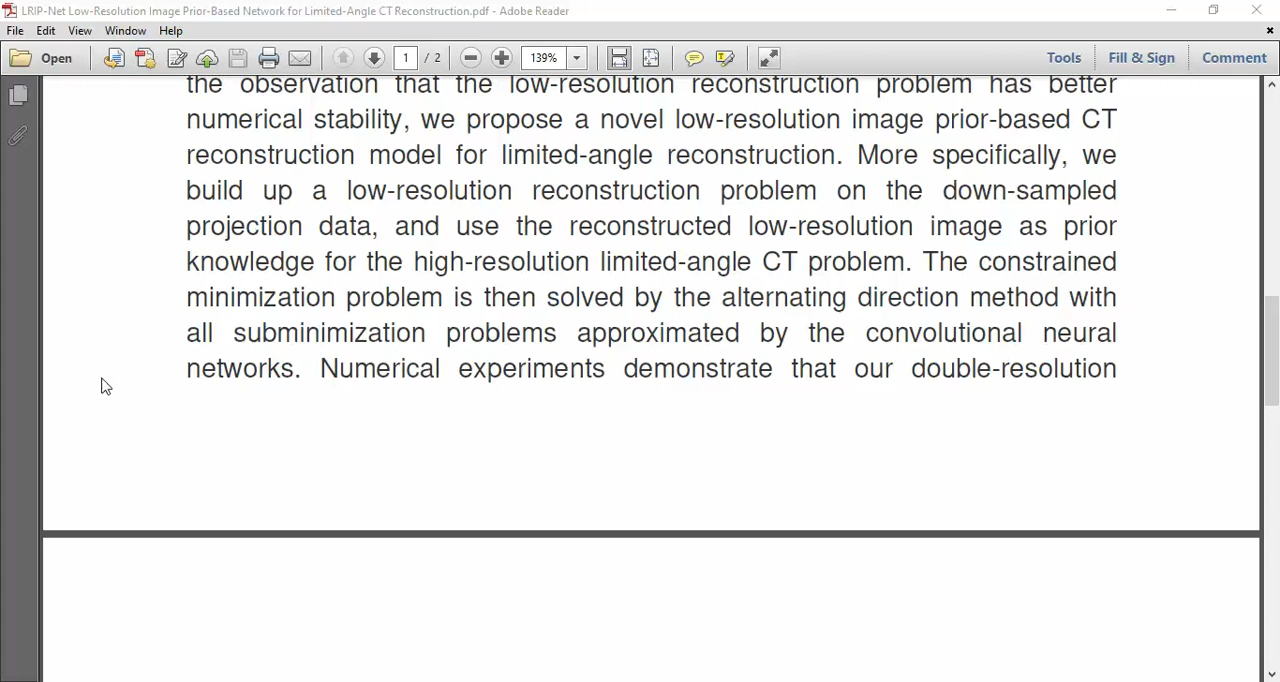 LRIP-Net Low-Resolution Image Prior-Based Network for Limited-Angle CT Reconstruction.pdf - Adobe Reader
File Edit View Window Help
Open 1 / 2 139% Tools Fill & Sign Comment
the observation that the low-resolution reconstruction problem has better
numerical stability, we propose a novel low-resolution image prior-based CT
reconstruction model for limited-angle reconstruction. More specifically, we
build up a low-resolution reconstruction problem on the down-sampled
projection data, and use the reconstructed low-resolution image as prior
knowledge for the high-resolution limited-angle CT problem. The constrained
minimization problem is then solved by the alternating direction method with
all subminimization problems approximated by the convolutional neural
networks. Numerical experiments demonstrate that our double-resolution